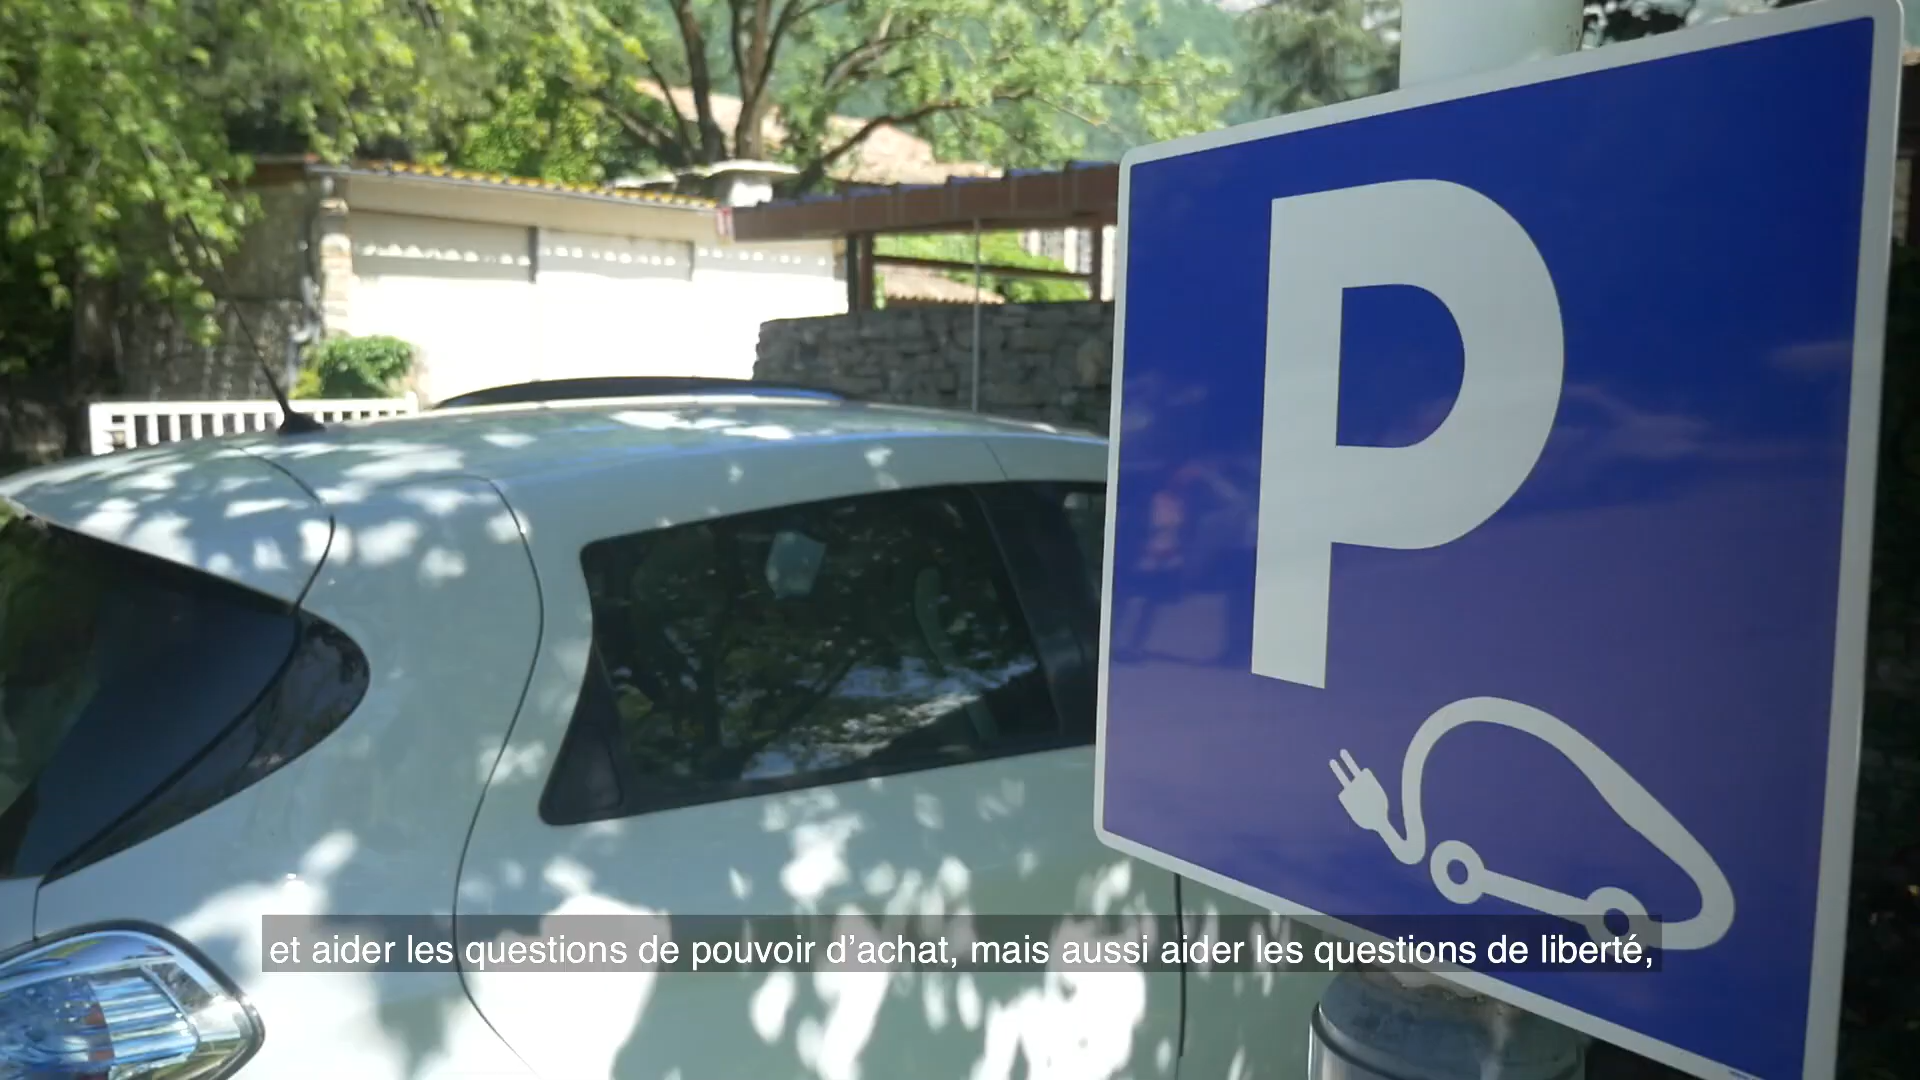 P
et aider les questions de pouvoir d’achat, mais aussi aider les questions de liberté,